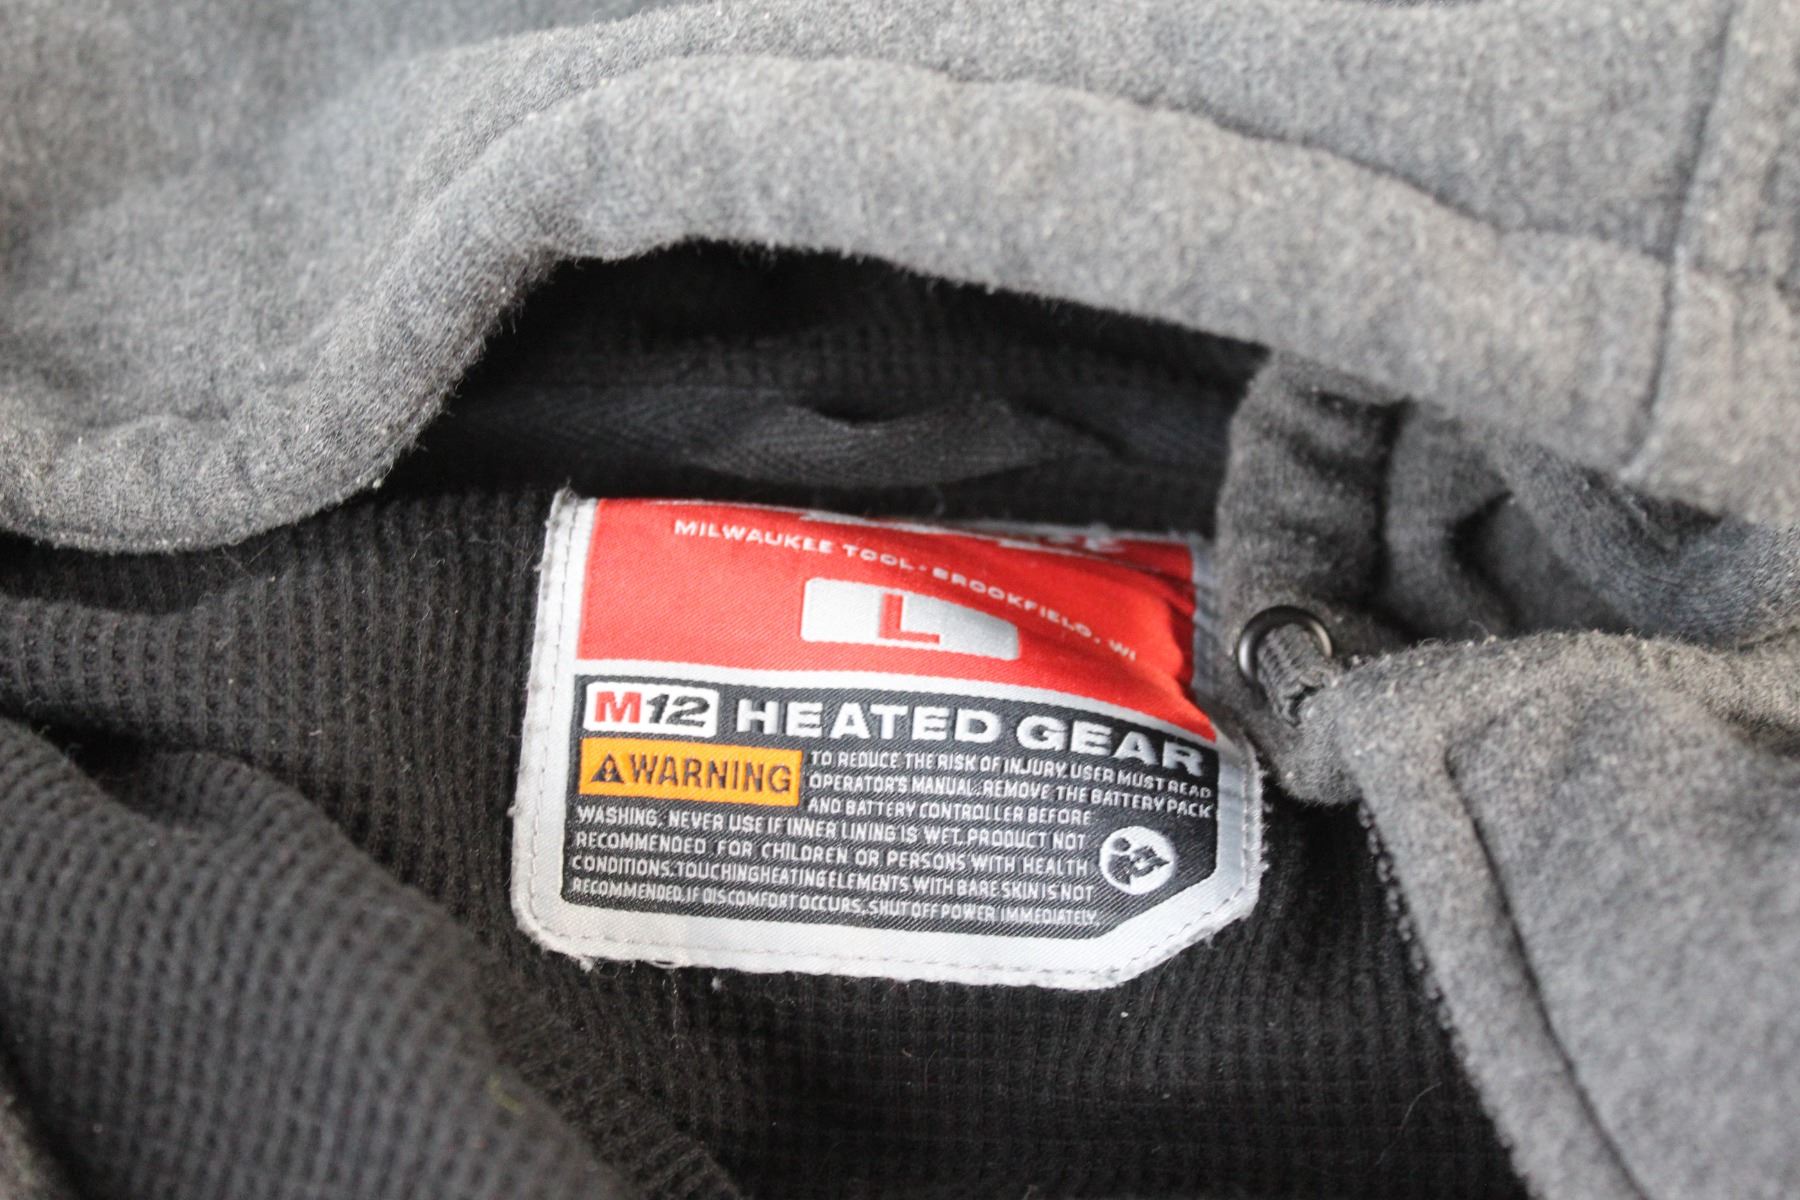 MILWAUKEE TOOL • BROOKFIELD, WI
L
M12 HEATED GEAR
WARNING
TO REDUCE THE RISK OF INJURY, USER MUST READ
OPERATOR'S MANUAL. REMOVE THE BATTERY PACK
AND BATTERY CONTROLLER BEFORE
WASHING. NEVER USE IF INNER LINING IS WET. PRODUCT NOT
RECOMMENDED FOR CHILDREN OR PERSONS WITH HEALTH
CONDITIONS. TOUCHING HEATING ELEMENTS WITH BARE SKIN IS NOT
RECOMMENDED. IF DISCOMFORT OCCURS, SHUT OFF POWER IMMEDIATELY.